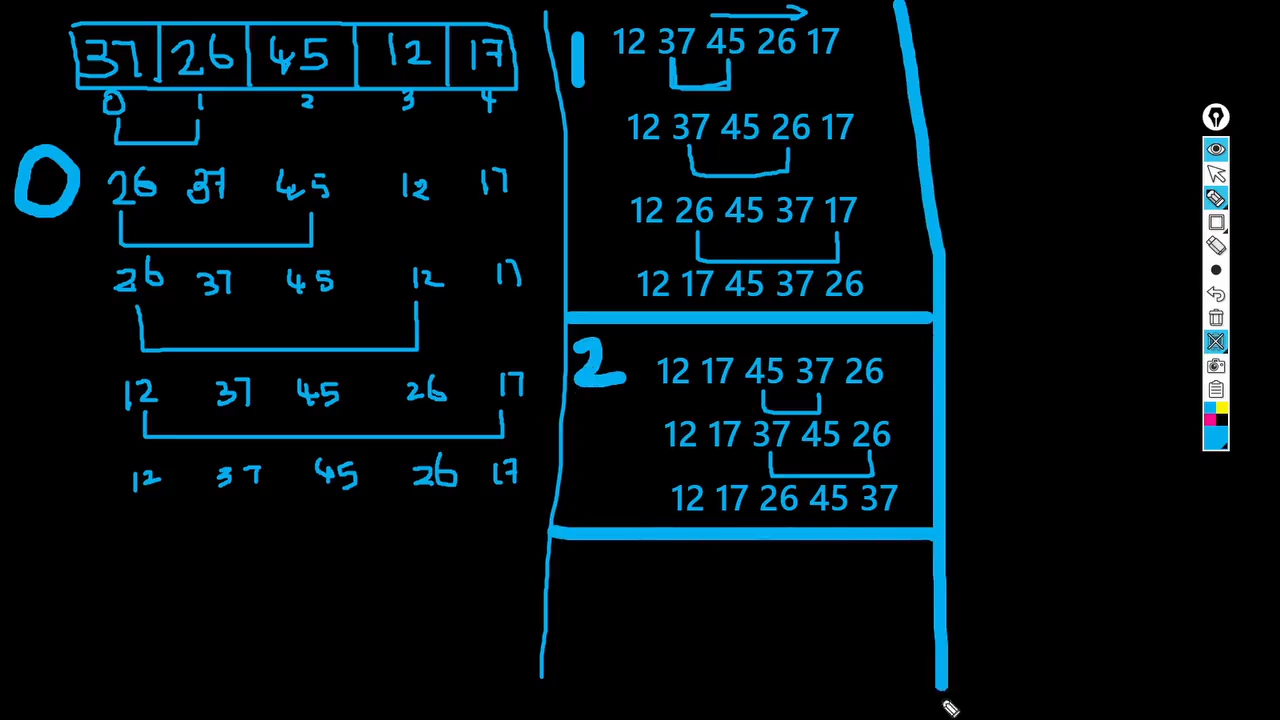 37 26 45 12 17
0 1 2 3 4
0
26 37 45 12 17
26 37 45 12 17
12 37 45 26 17
12 37 45 26 17
1
12 37 45 26 17
12 37 45 26 17
12 26 45 37 17
12 17 45 37 26
2
12 17 45 37 26
12 17 37 45 26
12 17 26 45 37